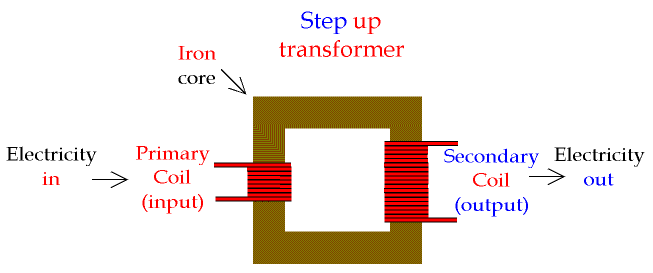 Step up
transformer
Iron
core
Electricity
in
Primary
Coil
(input)
Secondary
Coil
(output)
Electricity
out